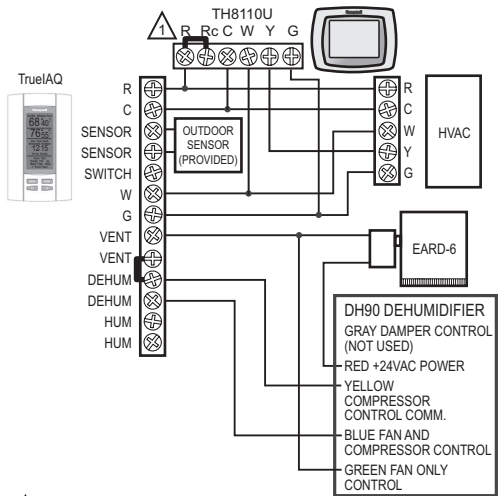 TH8110U
1
R Rc C W Y G
TrueIAQ
R
C
SENSOR
SENSOR
SWITCH
W
G
VENT
VENT
DEHUM
DEHUM
HUM
HUM
OUTDOOR
SENSOR
(PROVIDED)
R
C
W
Y
G
HVAC
EARD-6
DH90 DEHUMIDIFIER
GRAY DAMPER CONTROL
(NOT USED)
RED +24VAC POWER
YELLOW
COMPRESSOR
CONTROL COMM.
BLUE FAN AND
COMPRESSOR CONTROL
GREEN FAN ONLY
CONTROL